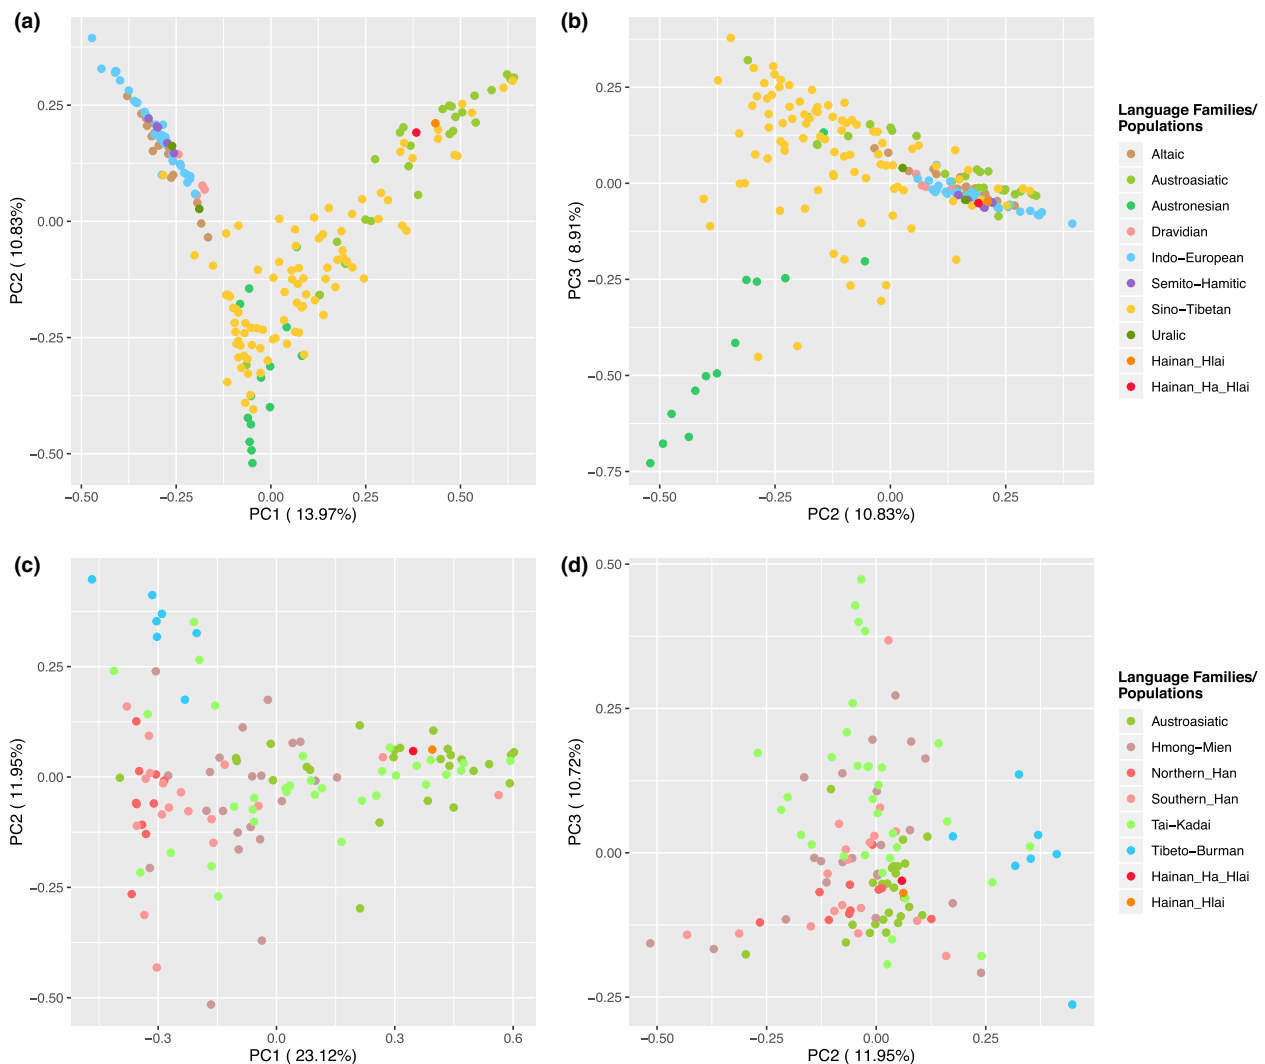 (a)
0.25
0.00
−0.25
−0.50
PC2 ( 10.83%)
−0.50
−0.25
0.00
0.25
0.50
PC1 ( 13.97%)
(b)
0.25
0.00
−0.25
−0.50
−0.75
PC3 ( 8.91%)
−0.50
−0.25
0.00
0.25
PC2 ( 10.83%)
Language Families/
Populations
Altaic
Austroasiatic
Austronesian
Dravidian
Indo−European
Semito−Hamitic
Sino−Tibetan
Uralic
Hainan_Hlai
Hainan_Ha_Hlai
(c)
0.25
0.00
−0.25
−0.50
PC2 ( 11.95%)
−0.3
0.0
0.3
0.6
PC1 ( 23.12%)
(d)
0.50
0.25
0.00
−0.25
PC3 ( 10.72%)
−0.50
−0.25
0.00
0.25
PC2 ( 11.95%)
Language Families/
Populations
Austroasiatic
Hmong−Mien
Northern_Han
Southern_Han
Tai−Kadai
Tibeto−Burman
Hainan_Ha_Hlai
Hainan_Hlai